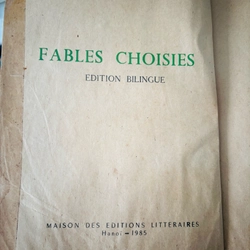 FABLES CHOISIES
EDITION BILINGUE
MAISON DES EDITIONS LITTERAIRES
Hanoi — 1985